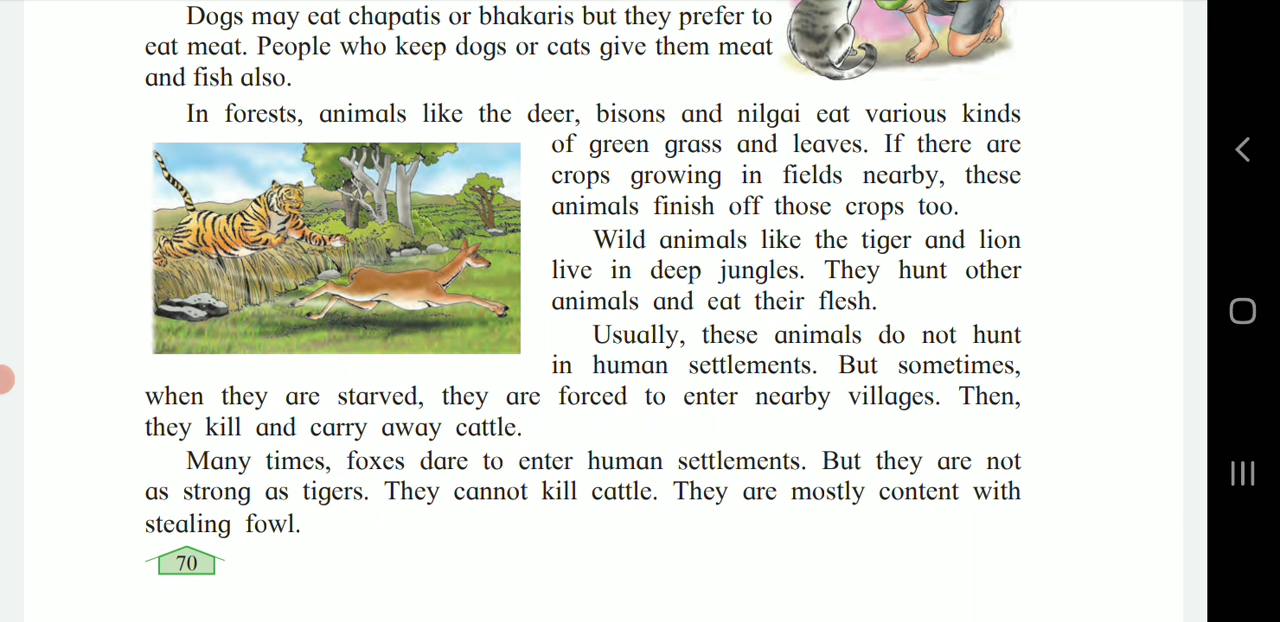 Dogs may eat chapatis or bhakaris but they prefer to
eat meat. People who keep dogs or cats give them meat
and fish also.
In forests, animals like the deer, bisons and nilgai eat various kinds
of green grass and leaves. If there are
crops growing in fields nearby, these
animals finish off those crops too.
Wild animals like the tiger and lion
live in deep jungles. They hunt other
animals and eat their flesh.
Usually, these animals do not hunt
in human settlements. But sometimes,
when they are starved, they are forced to enter nearby villages. Then,
they kill and carry away cattle.
Many times, foxes dare to enter human settlements. But they are not
as strong as tigers. They cannot kill cattle. They are mostly content with
stealing fowl.
70